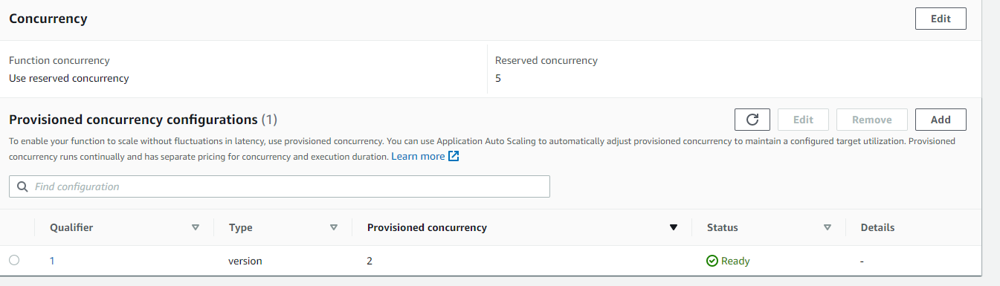 Concurrency
Edit
Function concurrency
Reserved concurrency
Use reserved concurrency
5
Provisioned concurrency configurations (1)
Edit
Remove
Add
To enable your function to scale without fluctuations in latency, use provisioned concurrency. You can use Application Auto Scaling to automatically adjust provisioned concurrency to maintain a configured target utilization. Provisioned
concurrency runs continually and has separate pricing for concurrency and execution duration. Learn more
Find configuration
Qualifier
Type
Provisioned concurrency
Status
Details
1
version
2
Ready
-